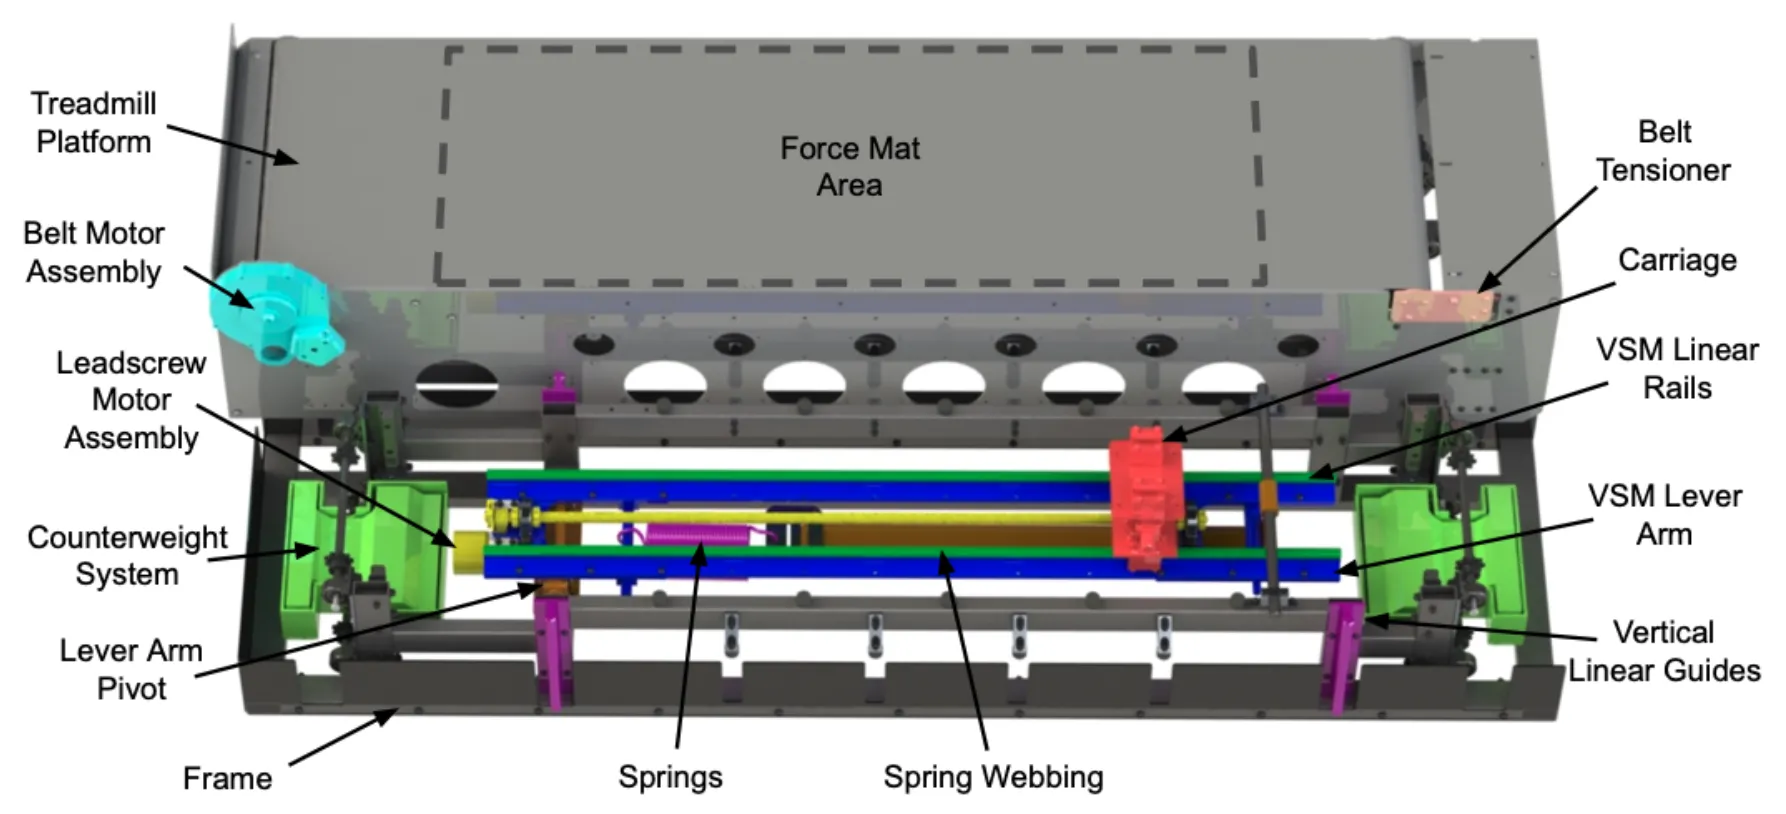 Treadmill
Platform
Force Mat
Area
Belt
Tensioner
Belt Motor
Assembly
Carriage
Leadscrew
Motor
Assembly
VSM Linear
Rails
Counterweight
System
VSM Lever
Arm
Lever Arm
Pivot
Vertical
Linear Guides
Frame
Springs
Spring Webbing